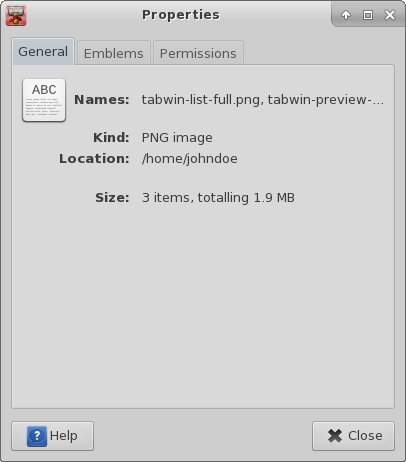 Properties
General Emblems Permissions
ABC
Names: tabwin-list-full.png, tabwin-preview-...
Kind: PNG image
Location: /home/johndoe
Size: 3 items, totalling 1.9 MB
? Help Close